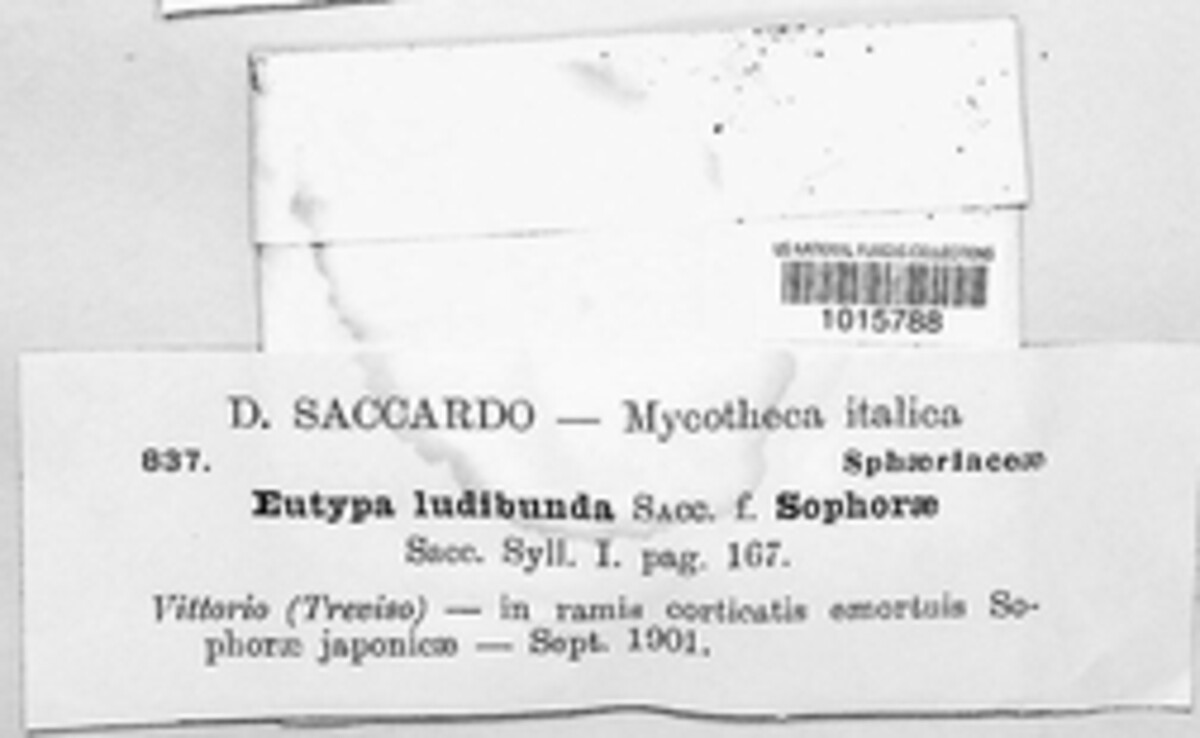 US NATIONAL FUNGUS COLLECTIONS
1015788
D. SACCARDO — Mycotheca italica
837. Sphæriaceæ
Eutypa ludibunda Sacc. f. Sophoræ
Sacc. Syll. I. pag. 167.
Vittorio (Treviso) — in ramis corticatis emortuis So-
phoræ japonicæ — Sept. 1901.